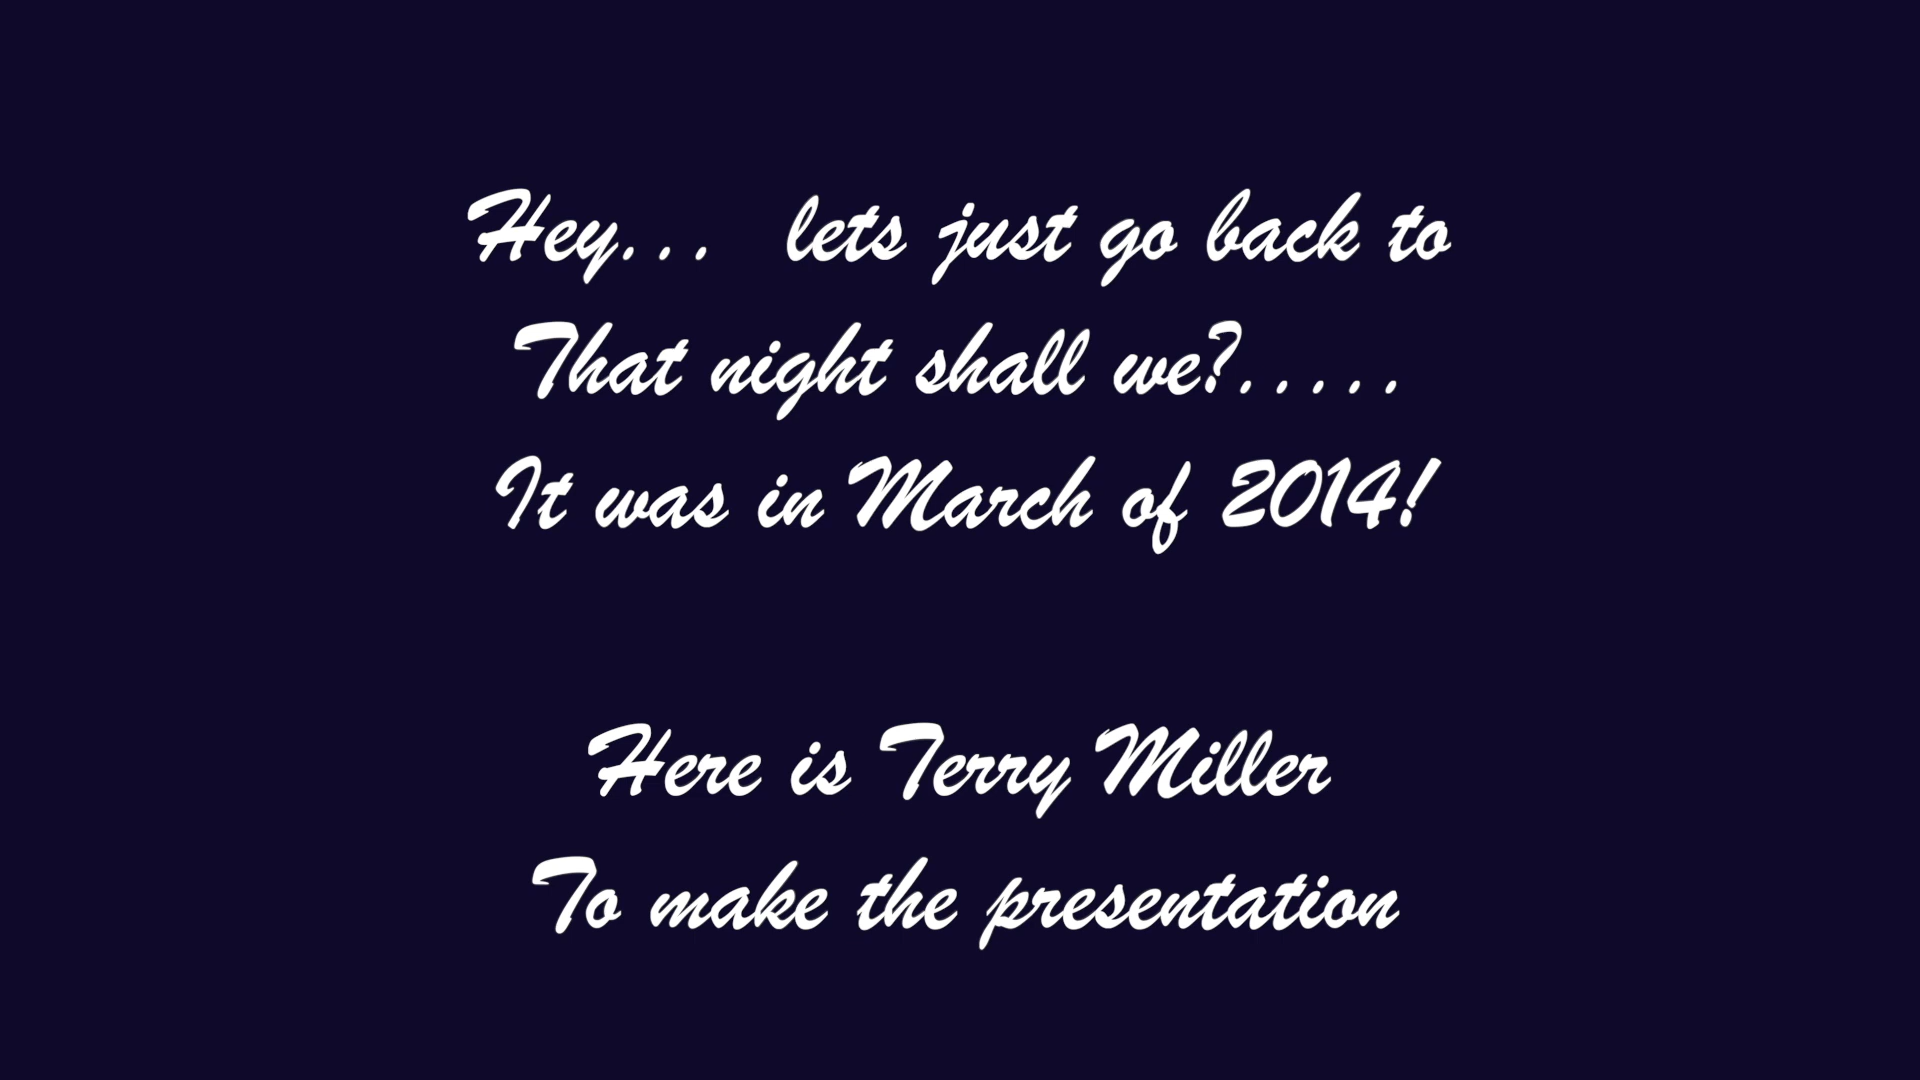 Hey...  lets just go back to
That night shall we?.....
It was in March of 2014!
Here is Terry Miller
To make the presentation